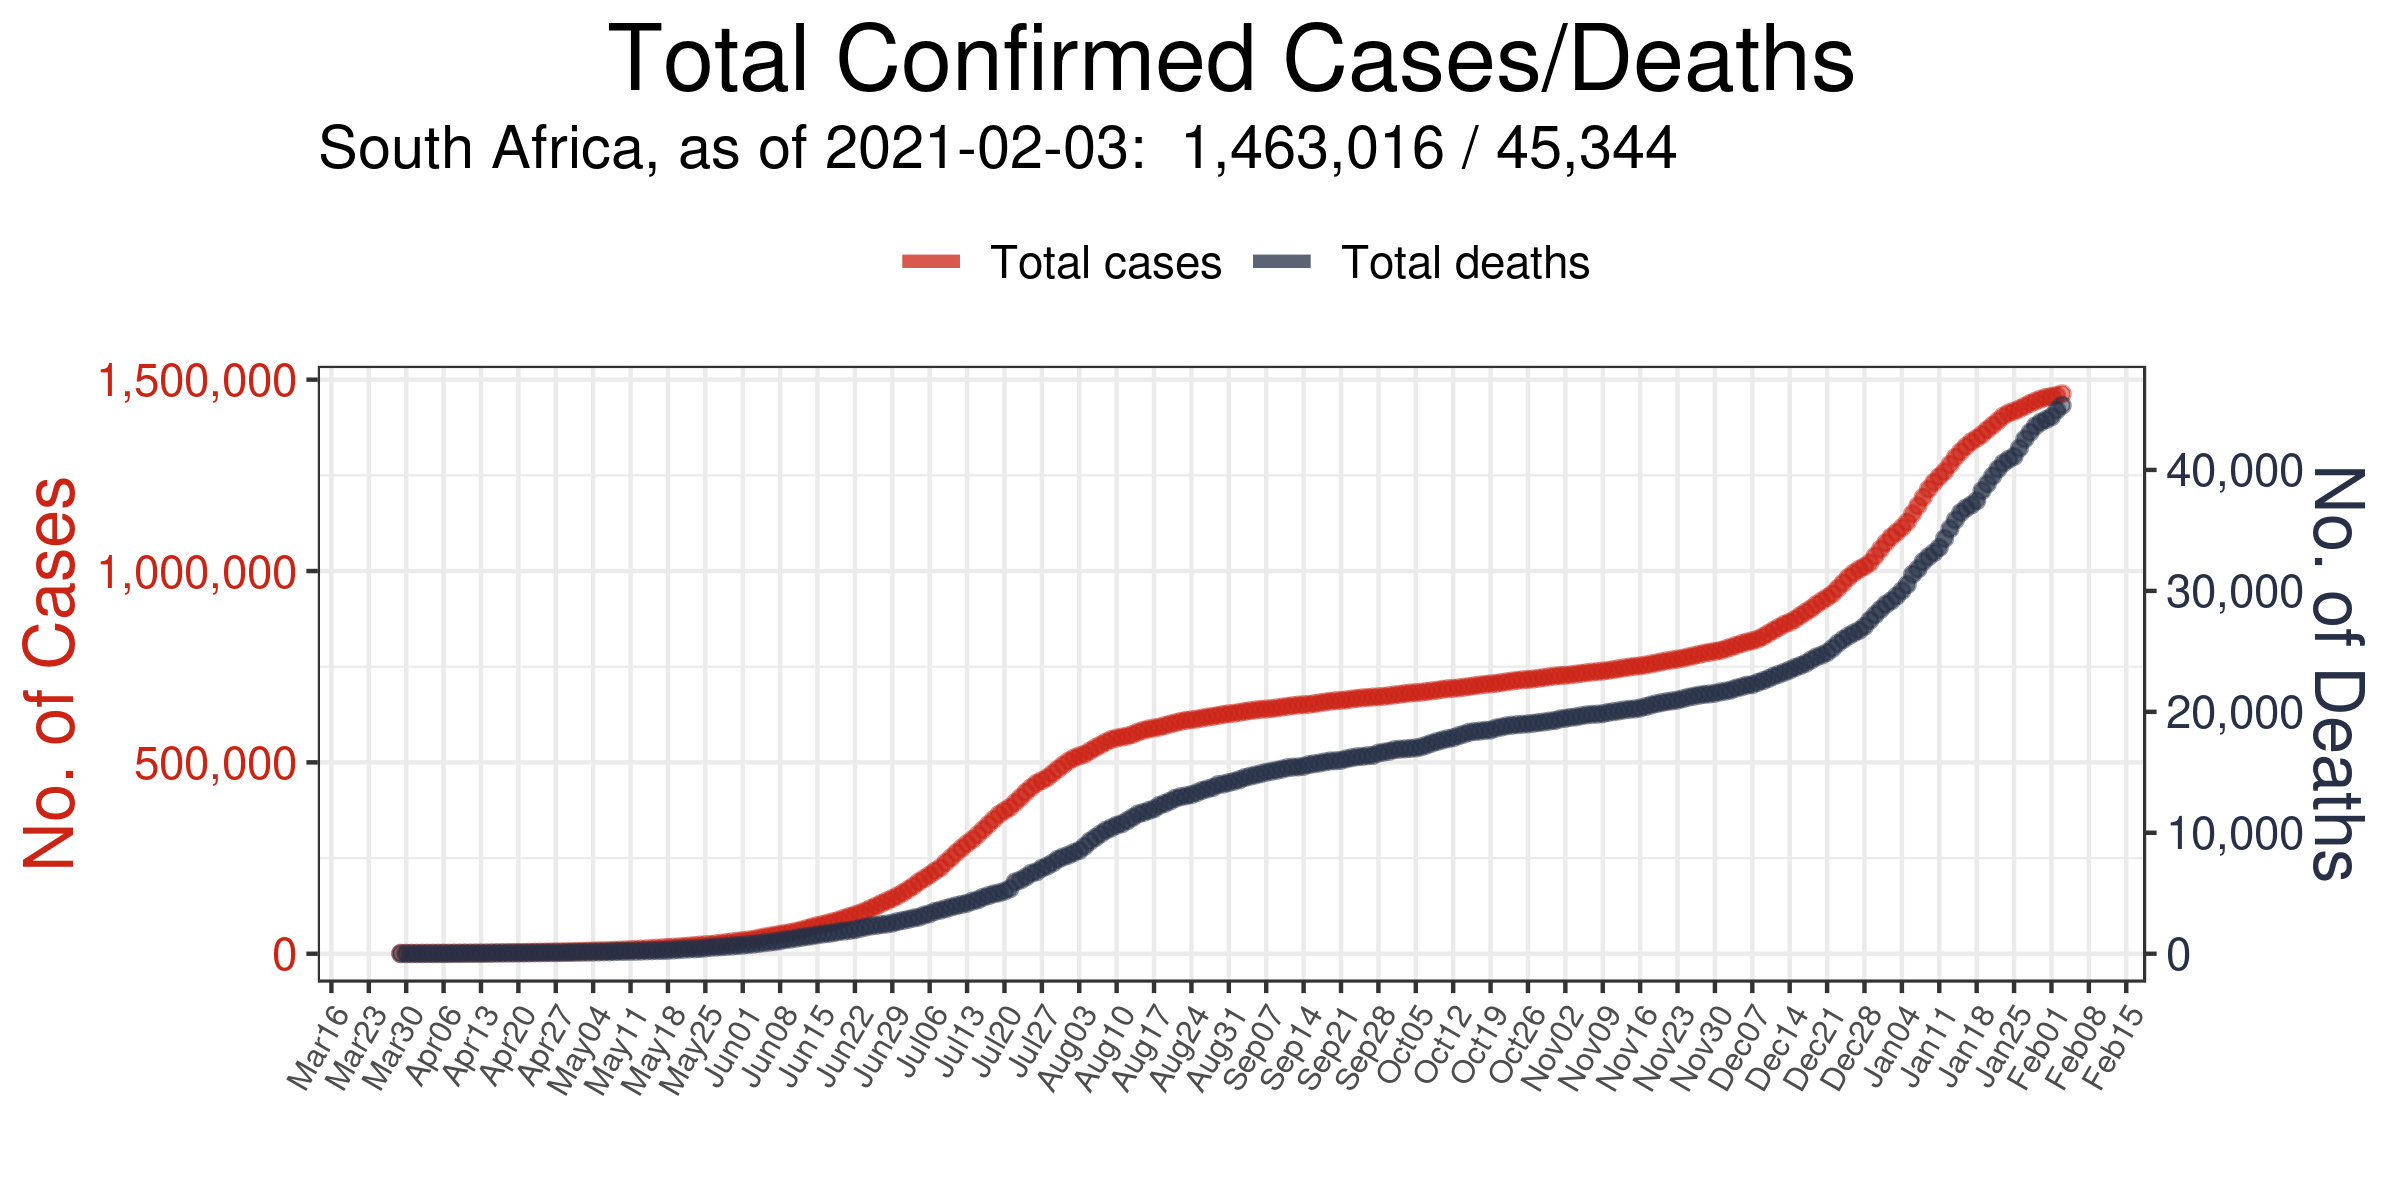 Total Confirmed Cases/Deaths
South Africa, as of 2021-02-03:  1,463,016 / 45,344
Total cases
Total deaths
No. of Cases
1,500,000
1,000,000
500,000
0
40,000
30,000
20,000
10,000
0
No. of Deaths
Mar16
Mar23
Mar30
Apr06
Apr13
Apr20
Apr27
May04
May11
May18
May25
Jun01
Jun08
Jun15
Jun22
Jun29
Jul06
Jul13
Jul20
Jul27
Aug03
Aug10
Aug17
Aug24
Aug31
Sep07
Sep14
Sep21
Sep28
Oct05
Oct12
Oct19
Oct26
Nov02
Nov09
Nov16
Nov23
Nov30
Dec07
Dec14
Dec21
Dec28
Jan04
Jan11
Jan18
Jan25
Feb01
Feb08
Feb15